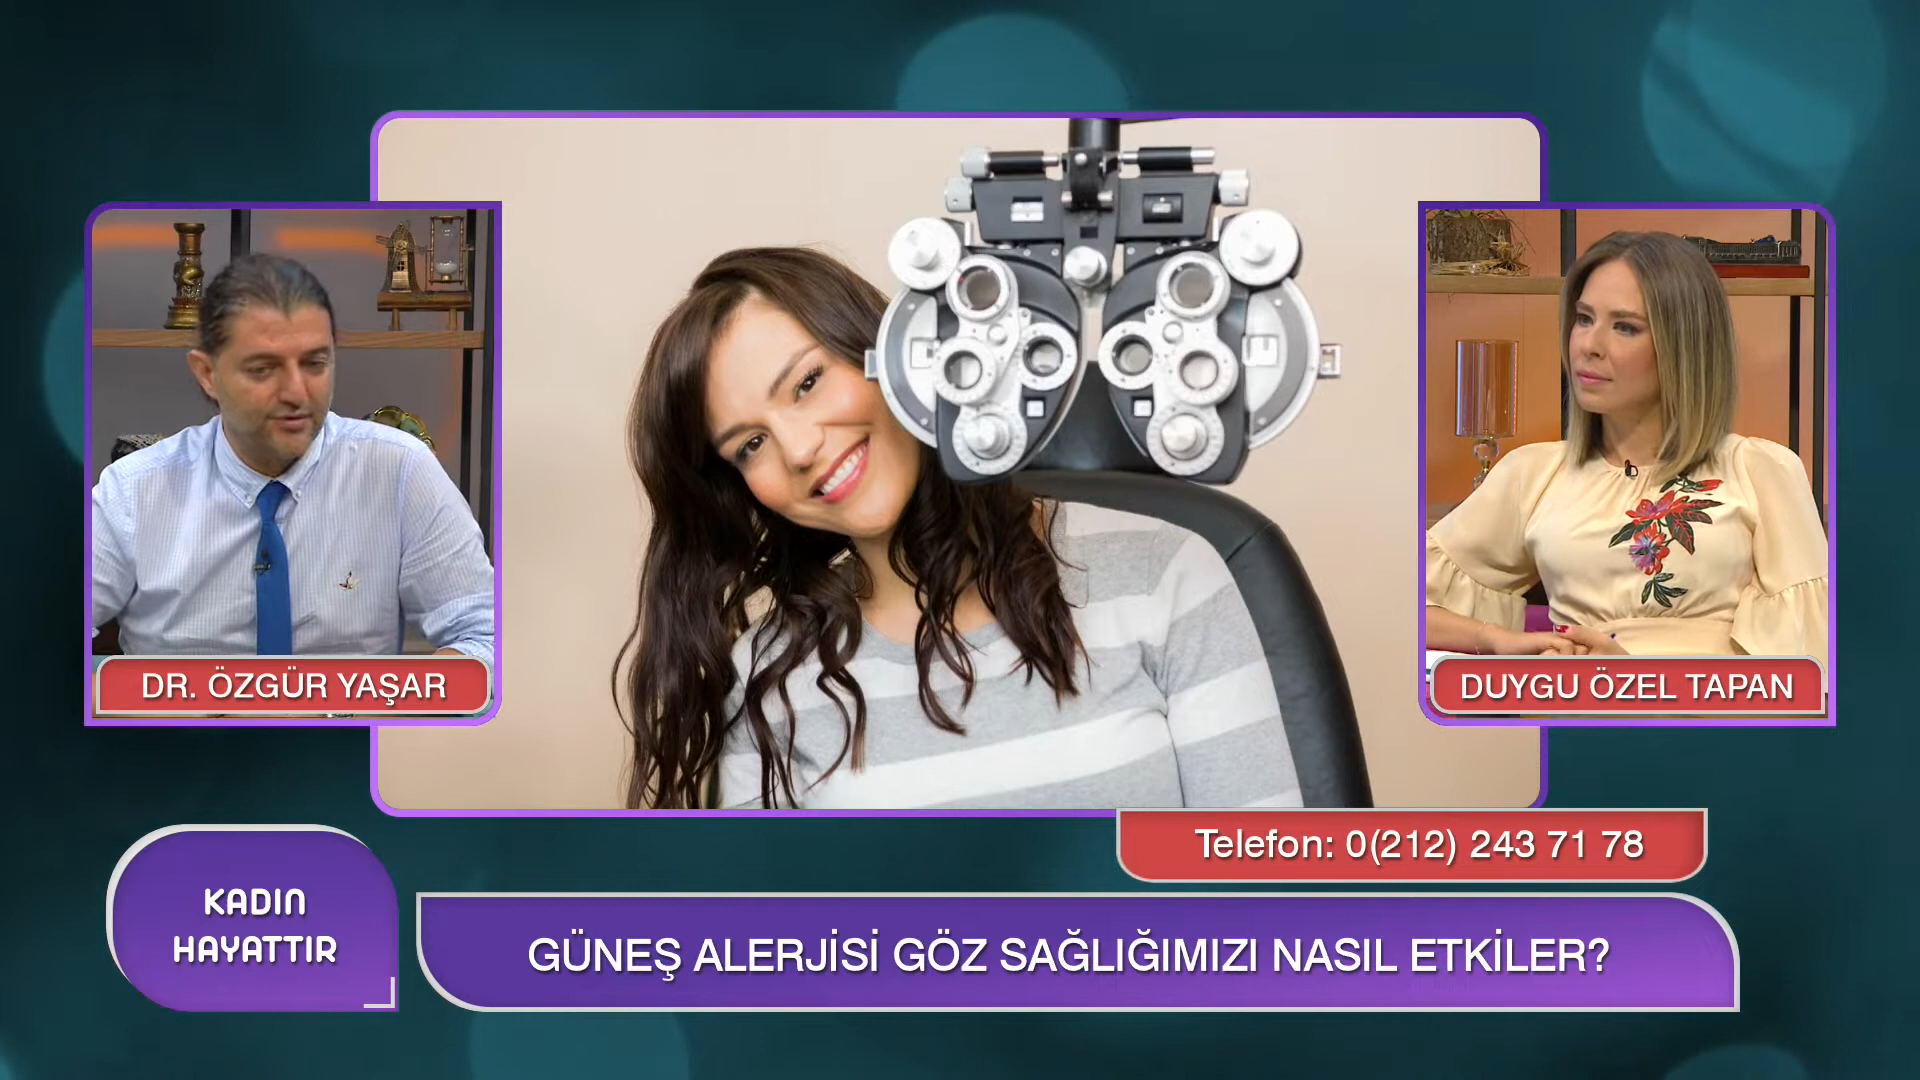 DR. ÖZGÜR YAŞAR
DUYGU ÖZEL TAPAN
Telefon: 0(212) 243 71 78
KADIN
HAYATTIR
GÜNEŞ ALERJİSİ GÖZ SAĞLIĞIMIZI NASIL ETKİLER?